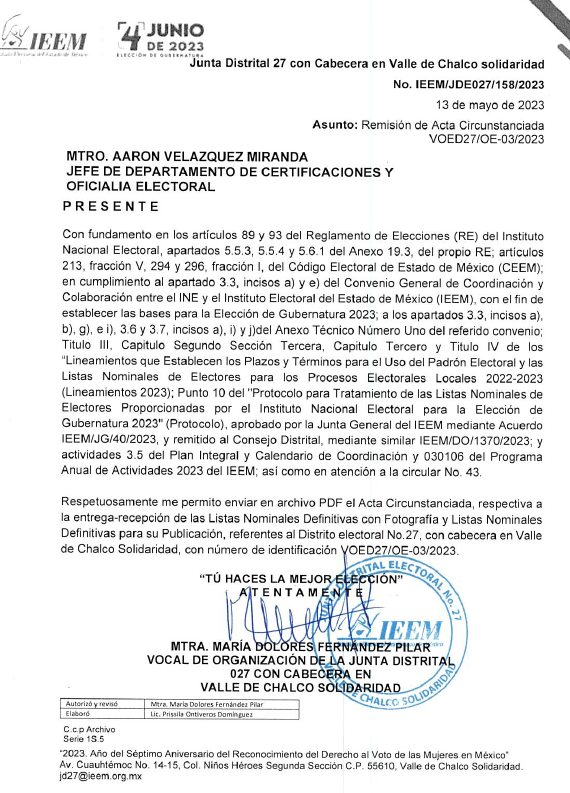 IEEM
Instituto Electoral del Estado de México
4 JUNIO
DE 2023
ELECCIÓN DE GUBERNATURA
Junta Distrital 27 con Cabecera en Valle de Chalco solidaridad
No. IEEM/JDE027/158/2023
13 de mayo de 2023
Asunto: Remisión de Acta Circunstanciada
VOED27/OE-03/2023
MTRO. AARON VELAZQUEZ MIRANDA
JEFE DE DEPARTAMENTO DE CERTIFICACIONES Y
OFICIALIA ELECTORAL
P R E S E N T E
Con fundamento en los artículos 89 y 93 del Reglamento de Elecciones (RE) del Instituto
Nacional Electoral, apartados 5.5.3, 5.5.4 y 5.6.1 del Anexo 19.3, del propio RE; artículos
213, fracción V, 294 y 296, fracción I, del Código Electoral de Estado de México (CEEM);
en cumplimiento al apartado 3.3, incisos a) y e) del Convenio General de Coordinación y
Colaboración entre el INE y el Instituto Electoral del Estado de México (IEEM), con el fin de
establecer las bases para la Elección de Gubernatura 2023; a los apartados 3.3, incisos a),
b), g), e i), 3.6 y 3.7, incisos a), i) y j)del Anexo Técnico Número Uno del referido convenio;
Titulo III, Capitulo Segundo Sección Tercera, Capitulo Tercero y Titulo IV de los
"Lineamientos que Establecen los Plazos y Términos para el Uso del Padrón Electoral y las
Listas Nominales de Electores para los Procesos Electorales Locales 2022-2023
(Lineamientos 2023); Punto 10 del "Protocolo para Tratamiento de las Listas Nominales de
Electores Proporcionadas por el Instituto Nacional Electoral para la Elección de
Gubernatura 2023" (Protocolo), aprobado por la Junta General del IEEM mediante Acuerdo
IEEM/JG/40/2023, y remitido al Consejo Distrital, mediante similar IEEM/DO/1370/2023; y
actividades 3.5 del Plan Integral y Calendario de Coordinación y 030106 del Programa
Anual de Actividades 2023 del IEEM; así como en atención a la circular No. 43.
Respetuosamente me permito enviar en archivo PDF el Acta Circunstanciada, respectiva a
la entrega-recepción de las Listas Nominales Definitivas con Fotografía y Listas Nominales
Definitivas para su Publicación, referentes al Distrito electoral No.27, con cabecera en Valle
de Chalco Solidaridad, con número de identificación VOED27/OE-03/2023.
"TÚ HACES LA MEJOR ELECCIÓN"
A T E N T A M E N T E
JUNTA DISTRITAL ELECTORAL No. 27
IEEM
VALLE DE CHALCO SOLIDARIDAD
MTRA. MARÍA DOLORES FERNÁNDEZ PILAR
VOCAL DE ORGANIZACIÓN DE LA JUNTA DISTRITAL
027 CON CABECERA EN
VALLE DE CHALCO SOLIDARIDAD
Autorizó y revisó Mtra. María Dolores Fernández Pilar
Elaboró Lic. Prissila Ontiveros Domínguez
C.c.p Archivo
Serie 1S.5
"2023. Año del Séptimo Aniversario del Reconocimiento del Derecho al Voto de las Mujeres en México"
Av. Cuauhtémoc No. 14-15, Col. Niños Héroes Segunda Sección C.P. 55610, Valle de Chalco Solidaridad.
jd27@ieem.org.mx